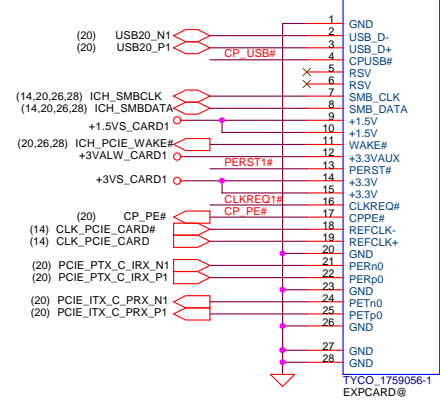 1 GND
(20) USB20_N1 2 USB_D-
(20) USB20_P1 3 USB_D+
CP_USB# 4 CPUSB#
5 RSV
6 RSV
(14,20,26,28) ICH_SMBCLK 7 SMB_CLK
(14,20,26,28) ICH_SMBDATA 8 SMB_DATA
+1.5VS_CARD1 9 +1.5V
10 +1.5V
(20,26,28) ICH_PCIE_WAKE# 11 WAKE#
+3VALW_CARD1 12 +3.3VAUX
PERST1# 13 PERST#
+3VS_CARD1 14 +3.3V
15 +3.3V
CLKREQ1# 16 CLKREQ#
(20) CP_PE# CP_PE# 17 CPPE#
(14) CLK_PCIE_CARD# 18 REFCLK-
(14) CLK_PCIE_CARD 19 REFCLK+
20 GND
(20) PCIE_PTX_C_IRX_N1 21 PERn0
(20) PCIE_PTX_C_IRX_P1 22 PERp0
23 GND
(20) PCIE_ITX_C_PRX_N1 24 PETn0
(20) PCIE_ITX_C_PRX_P1 25 PETp0
26 GND
27 GND
28 GND
TYCO_1759056-1
EXPCARD@